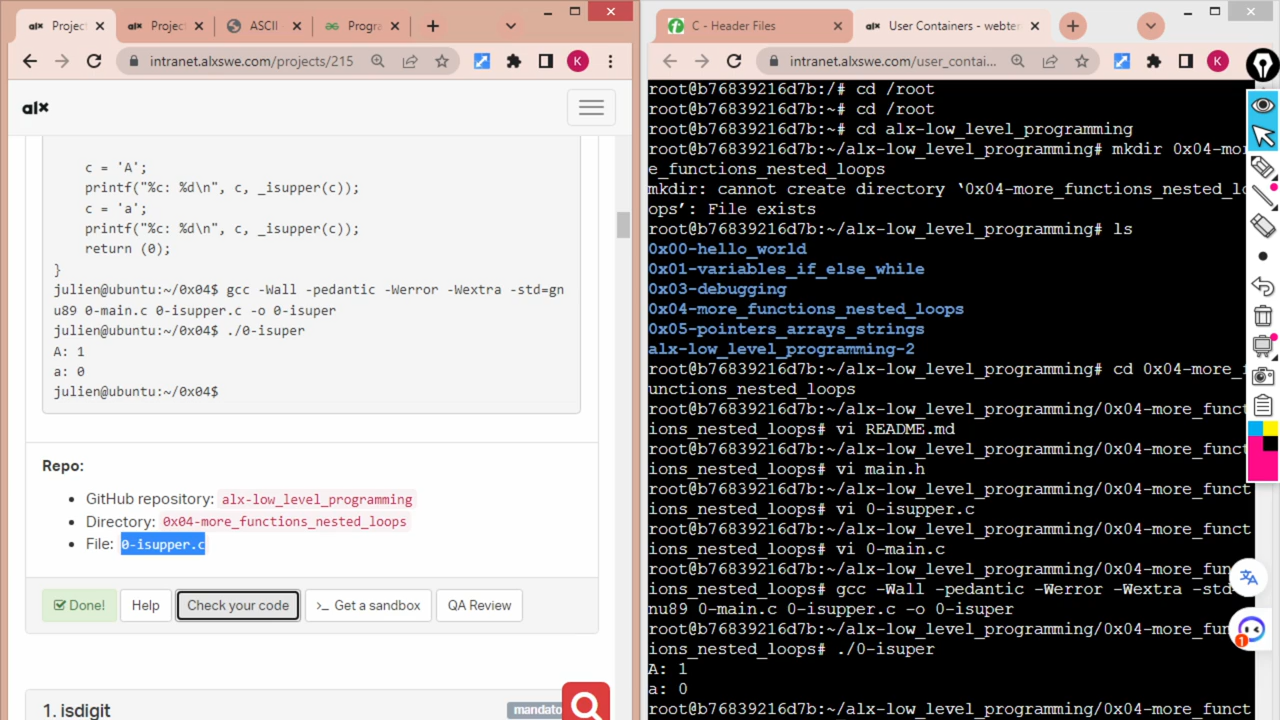 Projec
Projec
ASCII
Progra
intranet.alxswe.com/projects/215
K
alx
c = 'A';
printf("%c: %d\n", c, _isupper(c));
c = 'a';
printf("%c: %d\n", c, _isupper(c));
return (0);
}
julien@ubuntu:~/0x04$ gcc -Wall -pedantic -Werror -Wextra -std=gn
u89 0-main.c 0-isupper.c -o 0-isuper
julien@ubuntu:~/0x04$ ./0-isuper
A: 1
a: 0
julien@ubuntu:~/0x04$
Repo:
GitHub repository: alx-low_level_programming
Directory: 0x04-more_functions_nested_loops
File: 0-isupper.c
Done!
Help
Check your code
>_ Get a sandbox
QA Review
1. isdigit
mandato
C - Header Files
User Containers - webter
intranet.alxswe.com/user_contai...
K
root@b76839216d7b:/# cd /root
root@b76839216d7b:~# cd /root
root@b76839216d7b:~# cd alx-low_level_programming
root@b76839216d7b:~/alx-low_level_programming# mkdir 0x04-mor
e_functions_nested_loops
mkdir: cannot create directory ‘0x04-more_functions_nested_lo
ops’: File exists
root@b76839216d7b:~/alx-low_level_programming# ls
0x00-hello_world
0x01-variables_if_else_while
0x03-debugging
0x04-more_functions_nested_loops
0x05-pointers_arrays_strings
alx-low_level_programming-2
root@b76839216d7b:~/alx-low_level_programming# cd 0x04-more_f
unctions_nested_loops
root@b76839216d7b:~/alx-low_level_programming/0x04-more_funct
ions_nested_loops# vi README.md
root@b76839216d7b:~/alx-low_level_programming/0x04-more_funct
ions_nested_loops# vi main.h
root@b76839216d7b:~/alx-low_level_programming/0x04-more_funct
ions_nested_loops# vi 0-isupper.c
root@b76839216d7b:~/alx-low_level_programming/0x04-more_funct
ions_nested_loops# vi 0-main.c
root@b76839216d7b:~/alx-low_level_programming/0x04-more_fun
ions_nested_loops# gcc -Wall -pedantic -Werror -Wextra -std
nu89 0-main.c 0-isupper.c -o 0-isuper
root@b76839216d7b:~/alx-low_level_programming/0x04-more_fun
ions_nested_loops# ./0-isuper
A: 1
a: 0
root@b76839216d7b:~/alx-low_level_programming/0x04-more_funct
1